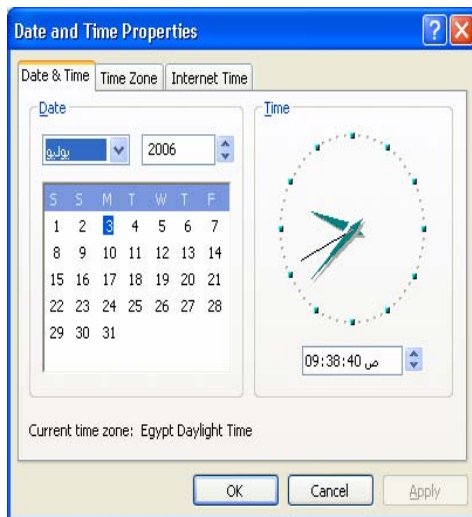 Date and Time Properties
Date & Time Time Zone Internet Time
Date
Time
يوليو 2006
S S M T W T F
1 2 3 4 5 6 7
8 9 10 11 12 13 14
15 16 17 18 19 20 21
22 23 24 25 26 27 28
29 30 31
09:38:40 ص
Current time zone: Egypt Daylight Time
OK Cancel Apply